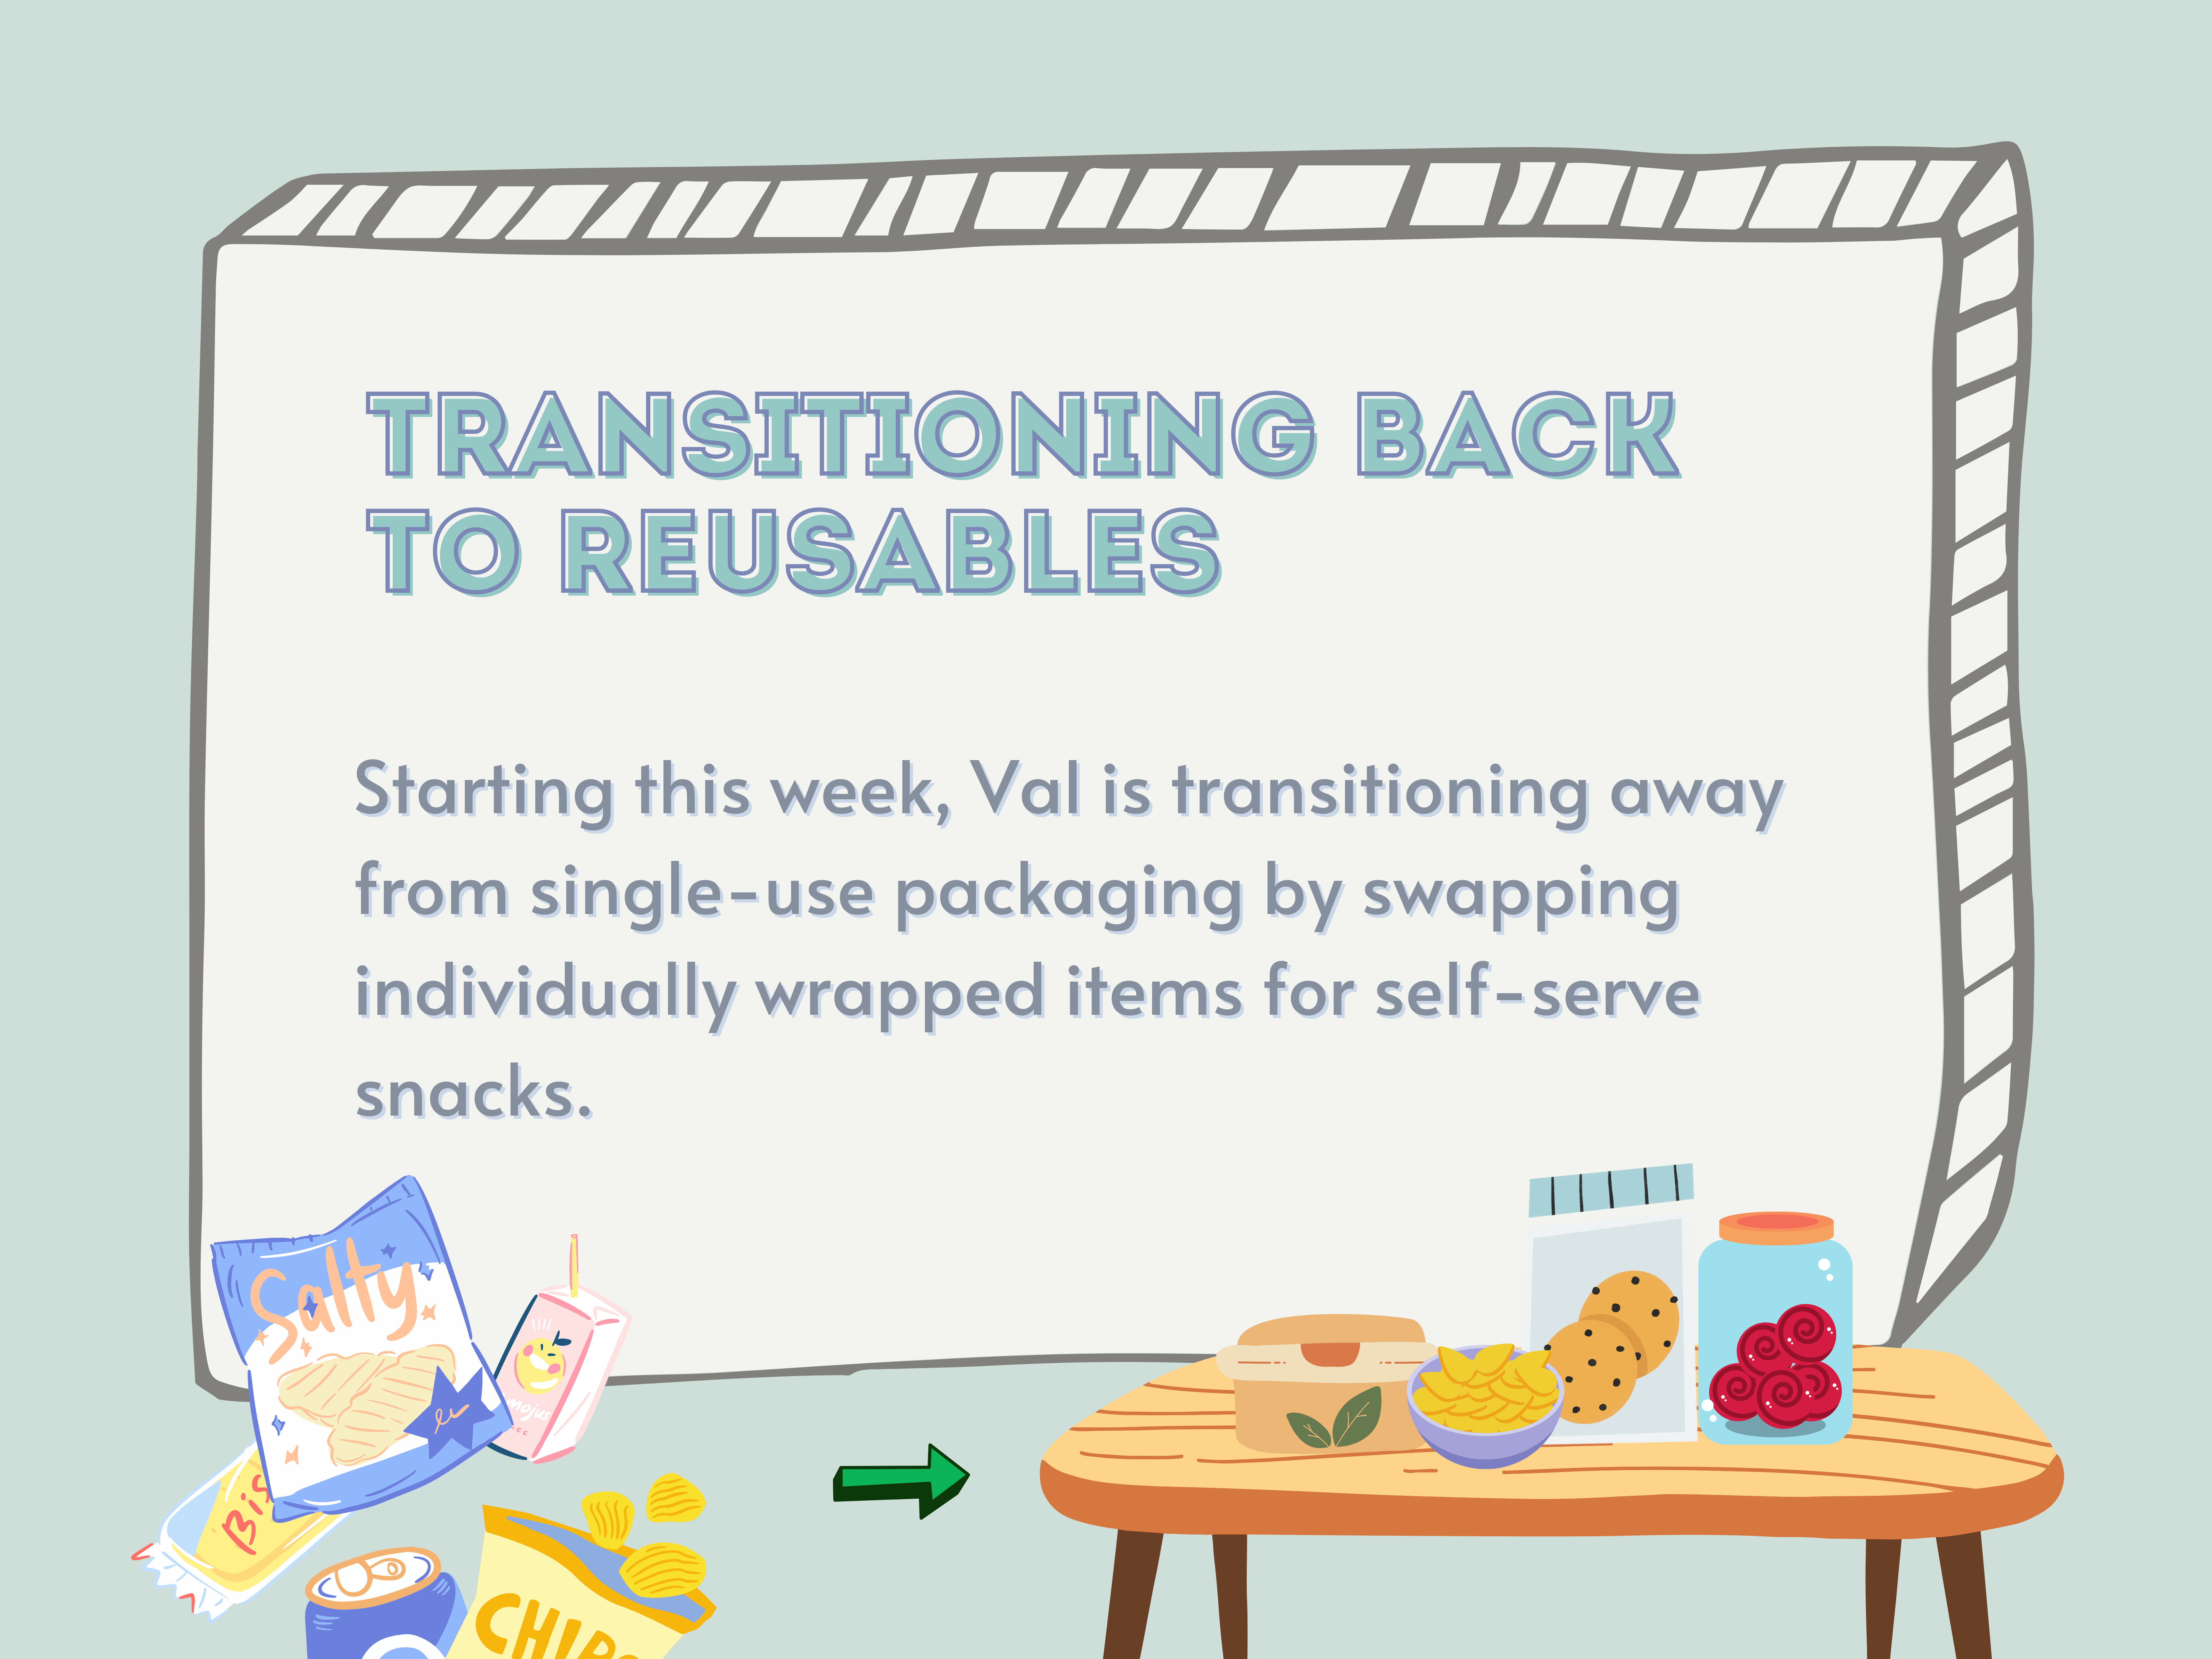 TRANSITIONING BACK
TO REUSABLES
Starting this week, Val is transitioning away
from single-use packaging by swapping
individually wrapped items for self-serve
snacks.
Salty
CHIPS